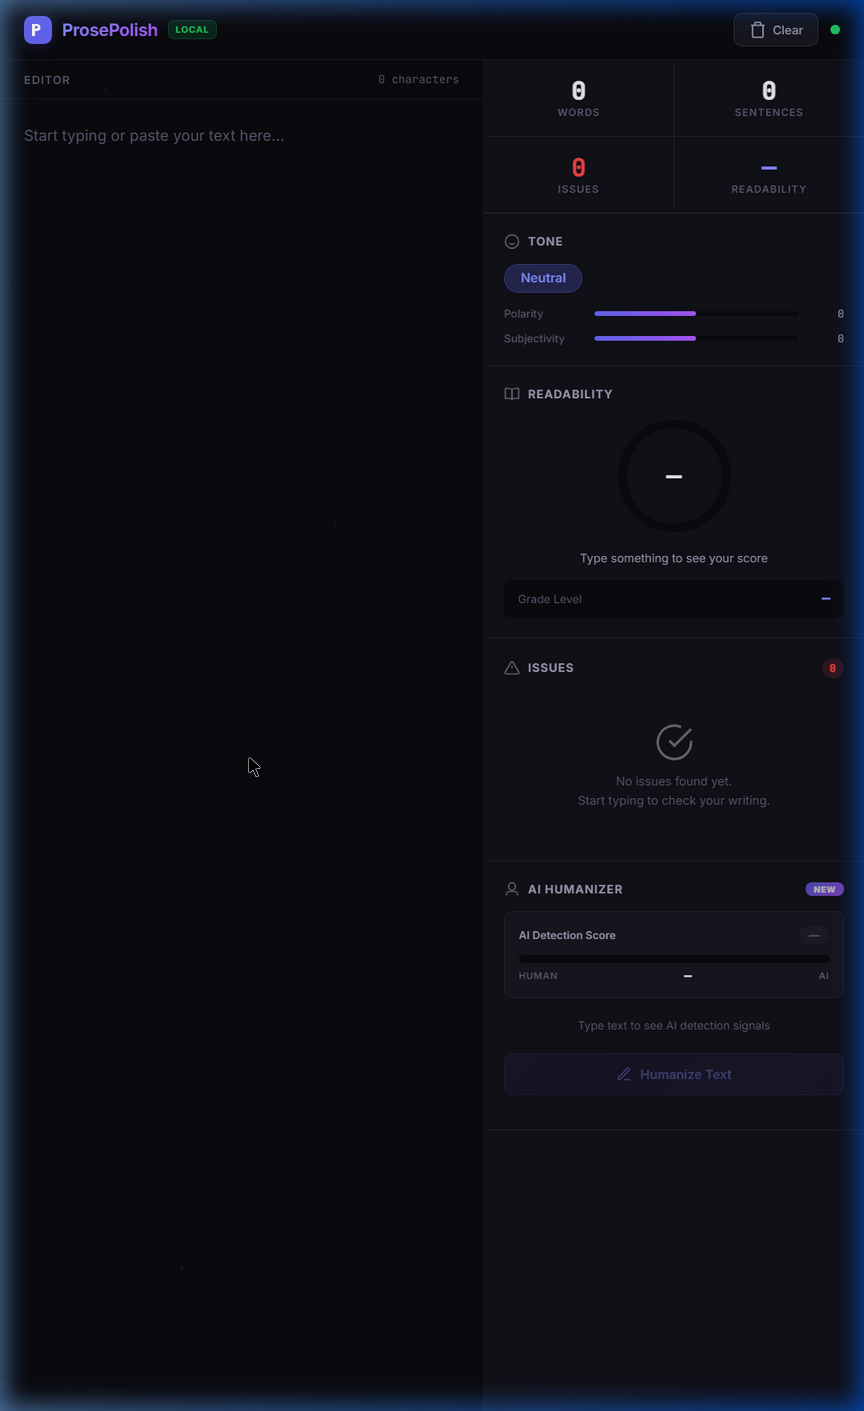 P ProsePolish LOCAL Clear
EDITOR 0 characters
Start typing or paste your text here...
0 WORDS
0 SENTENCES
0 ISSUES
— READABILITY
TONE
Neutral
Polarity 0
Subjectivity 0
READABILITY
—
Type something to see your score
Grade Level —
ISSUES 0
No issues found yet.
Start typing to check your writing.
AI HUMANIZER NEW
AI Detection Score —
HUMAN — AI
Type text to see AI detection signals
Humanize Text